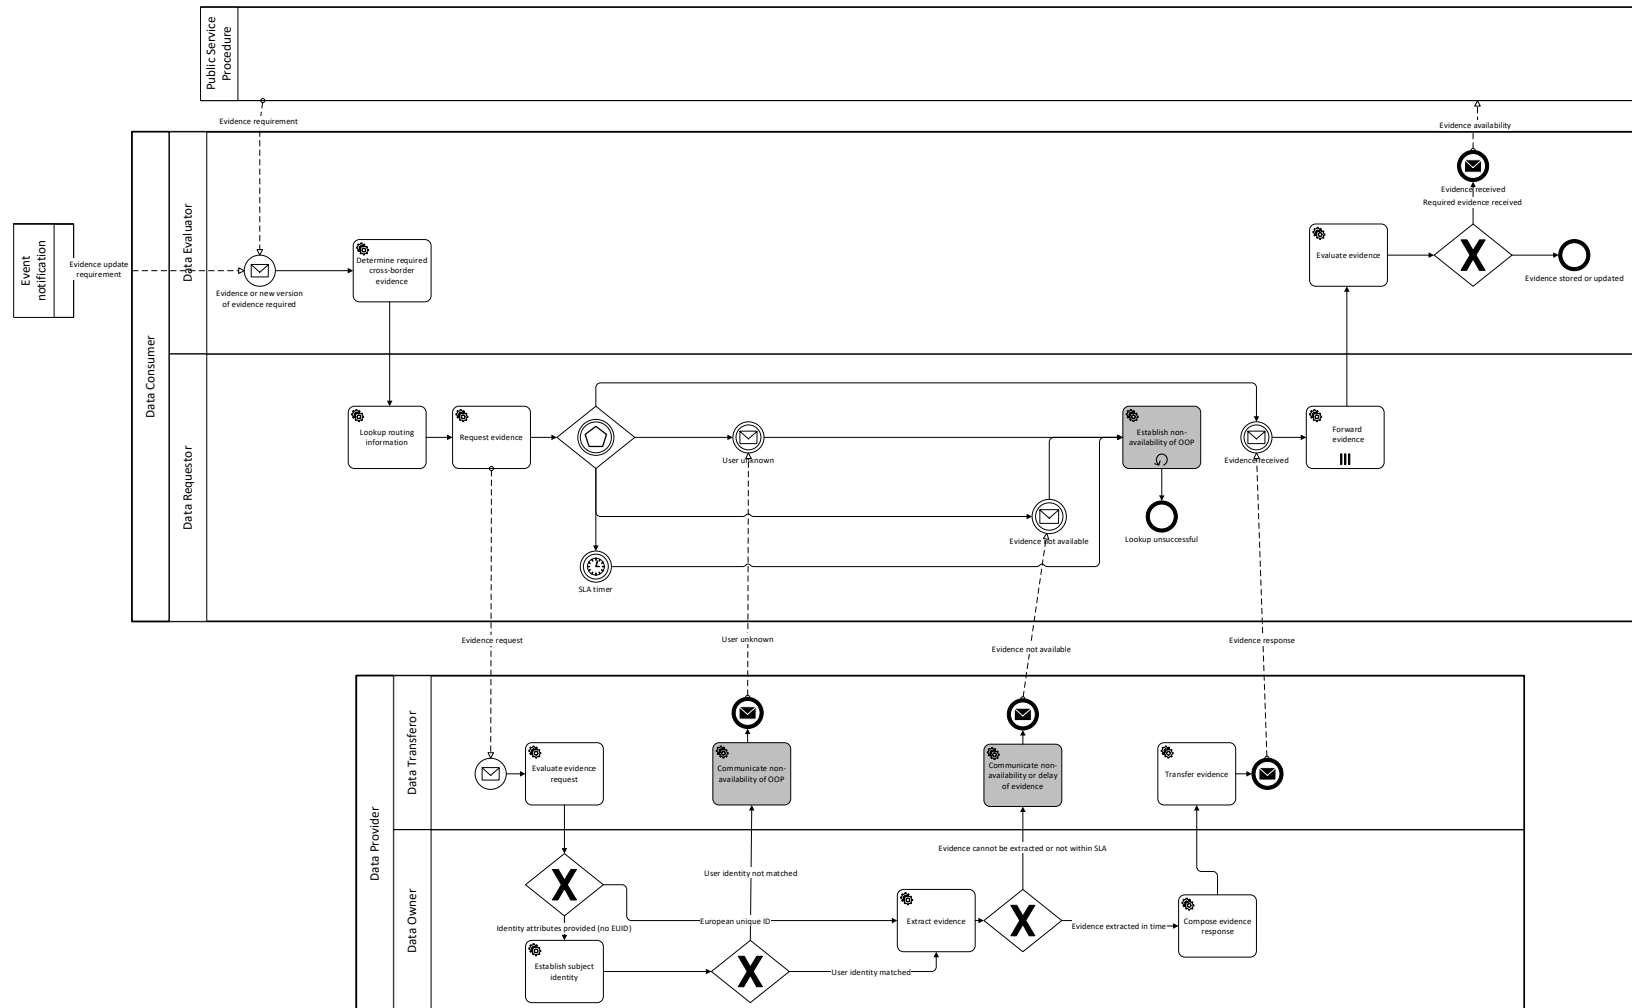 Public Service
Procedure
Evidence requirement
Evidence availability
Event
notification
Evidence update
requirement
Data Consumer
Data Evaluator
Evidence or new version
of evidence required
Determine required
cross-border
evidence
Evaluate evidence
Evidence received
Required evidence received
Evidence stored or updated
Data Requestor
Lookup routing
information
Request evidence
User unknown
Evidence not available
SLA timer
Establish non-
availability of OOP
Lookup unsuccessful
Evidence received
Forward
evidence
Evidence request
User unknown
Evidence not available
Evidence response
Data Provider
Data Transferor
Evaluate evidence
request
Communicate non-
availability of OOP
Communicate non-
availability or delay
of evidence
Transfer evidence
Data Owner
Identity attributes provided (no EUID)
Establish subject
identity
User identity not matched
European unique ID
User identity matched
Extract evidence
Evidence cannot be extracted or not within SLA
Evidence extracted in time
Compose evidence
response